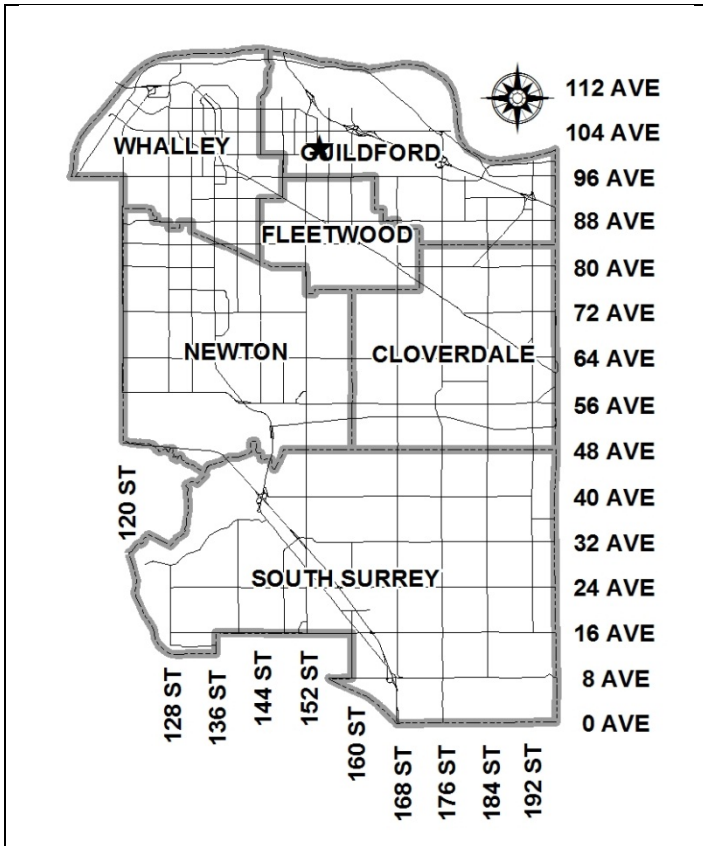 112 AVE
104 AVE
WHALLEY
GUILDFORD
96 AVE
88 AVE
FLEETWOOD
80 AVE
72 AVE
NEWTON
CLOVERDALE
64 AVE
56 AVE
48 AVE
120 ST
40 AVE
32 AVE
SOUTH SURREY
24 AVE
16 AVE
8 AVE
0 AVE
128 ST
136 ST
144 ST
152 ST
160 ST
168 ST
176 ST
184 ST
192 ST